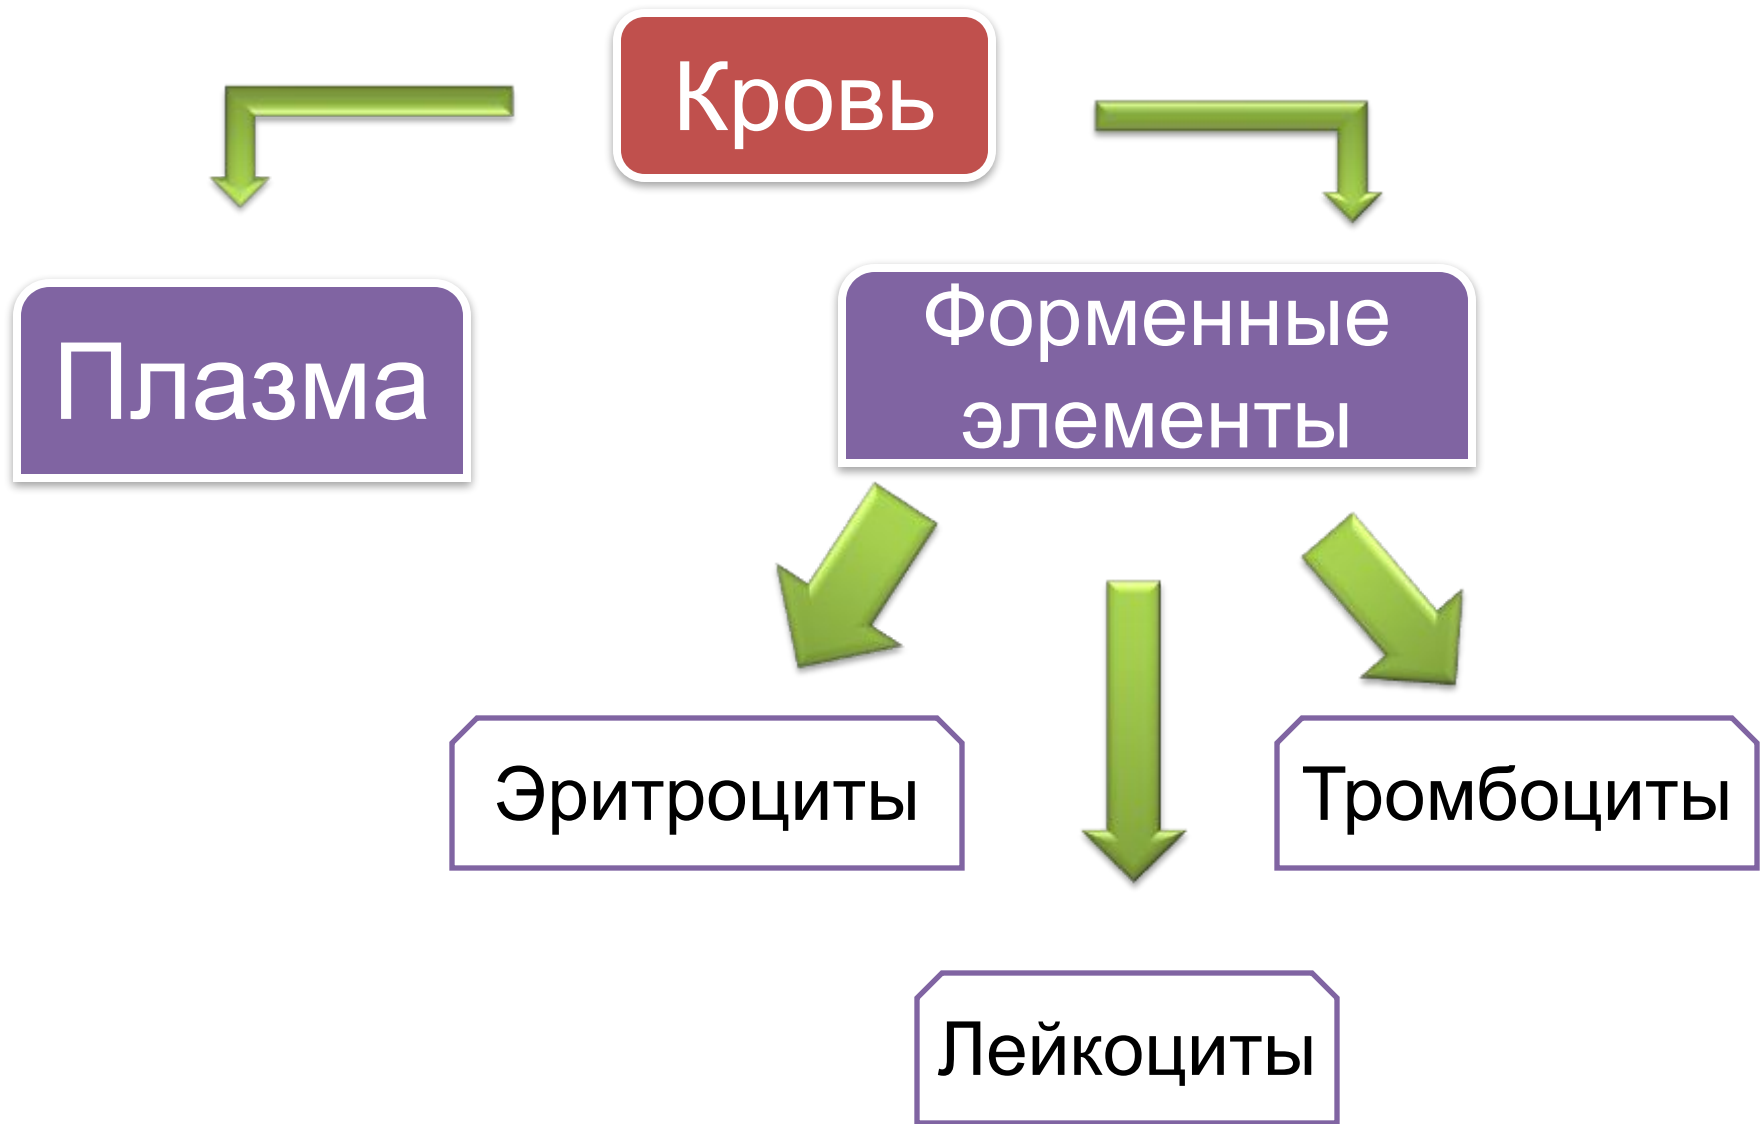 Кровь
Плазма
Форменные
элементы
Эритроциты
Тромбоциты
Лейкоциты